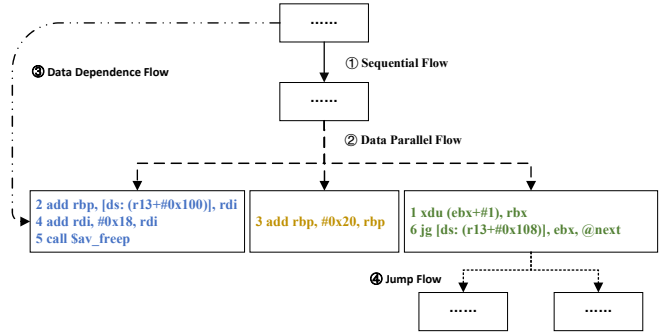 ......
① Sequential Flow
③ Data Dependence Flow
......
② Data Parallel Flow
2 add rbp, [ds: (r13+#0x100)], rdi
4 add rdi, #0x18, rdi
5 call $av_freep
3 add rbp, #0x20, rbp
1 xdu (ebx+#1), rbx
6 jg [ds: (r13+#0x108)], ebx, @next
④ Jump Flow
......
......